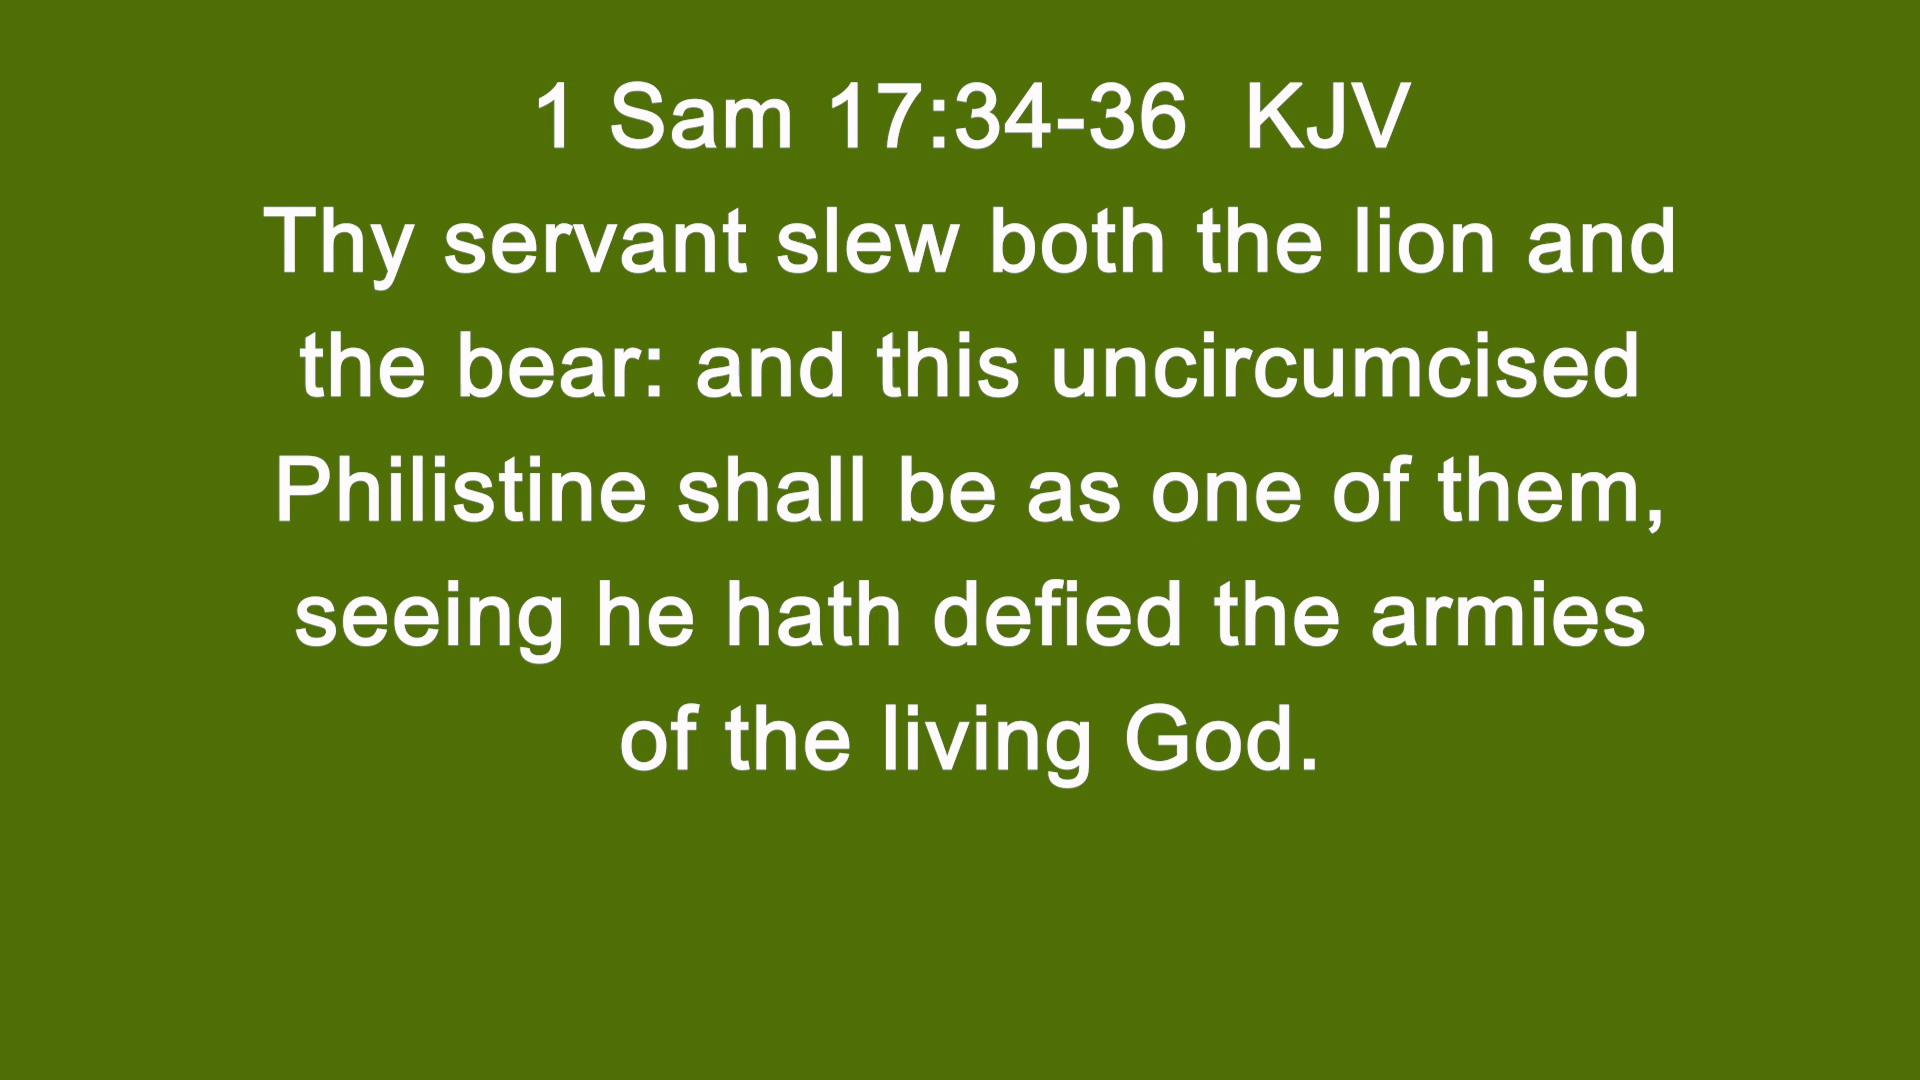 1 Sam 17:34-36  KJV
Thy servant slew both the lion and
the bear: and this uncircumcised
Philistine shall be as one of them,
seeing he hath defied the armies
of the living God.